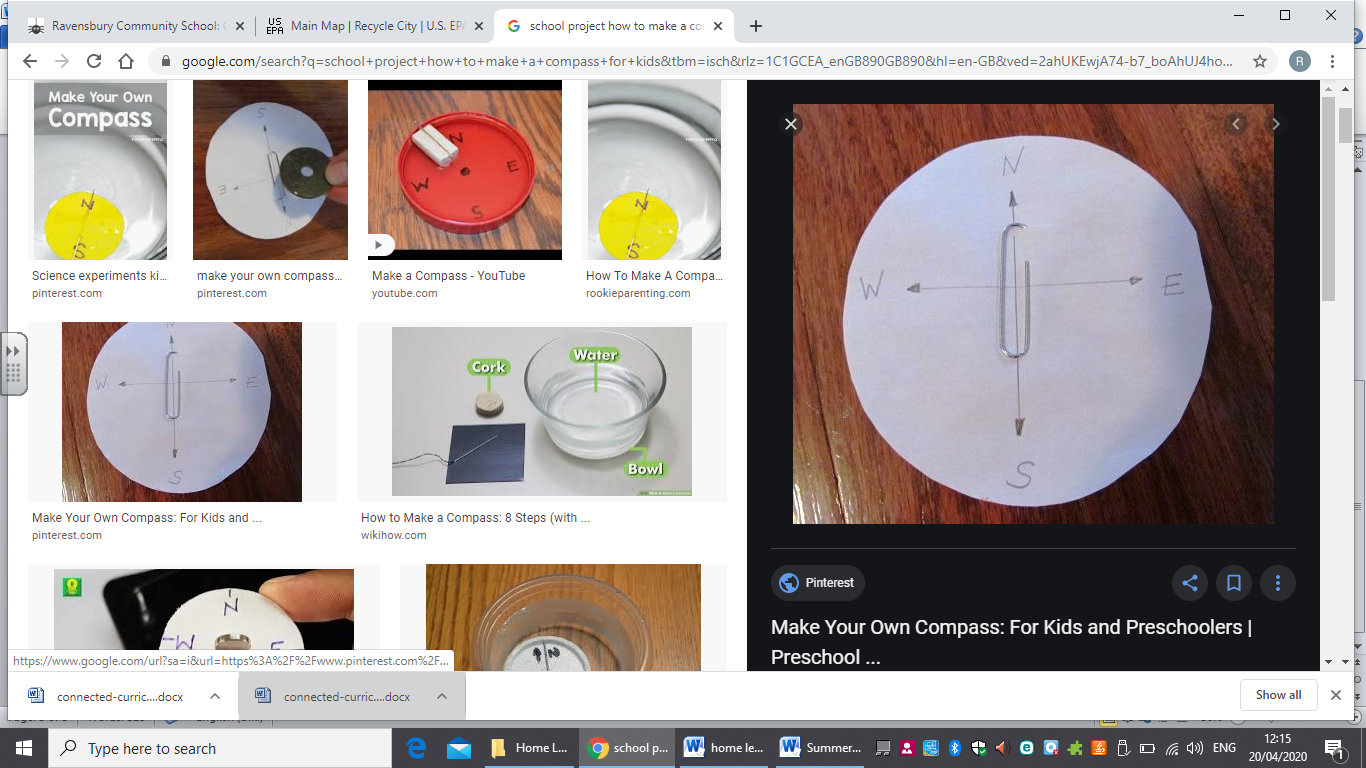 Ravensbury Community School: 
Main Map | Recycle City | U.S. EPA
school project how to make a co
google.com/search?q=school+project+how+to+make+a+compass+for+kids&tbm=isch&rlz=1C1GCEA_enGB890GB890&hl=en-GB&ved=2ahUKEwjA74-b7_boAhUJ4ho...
R
Make Your Own
Compass
N
S
S
E
N
E
W
S
N
S
Science experiments ki...
pinterest.com
make your own compass...
pinterest.com
Make a Compass - YouTube
youtube.com
How To Make A Compa...
rookieparenting.com
W
E
S
Cork
Water
Bowl
Make Your Own Compass: For Kids and ...
pinterest.com
How to Make a Compass: 8 Steps (with ...
wikihow.com
N
W
E
N
N
W
E
S
Pinterest
Make Your Own Compass: For Kids and Preschoolers |
Preschool ...
https://www.google.com/url?sa=i&url=https%3A%2F%2Fwww.pinterest.com%2F...
connected-curric....docx
connected-curric....docx
Show all
Type here to search
Home L...
school p...
home le...
Summer...
ENG
12:15
20/04/2020
1